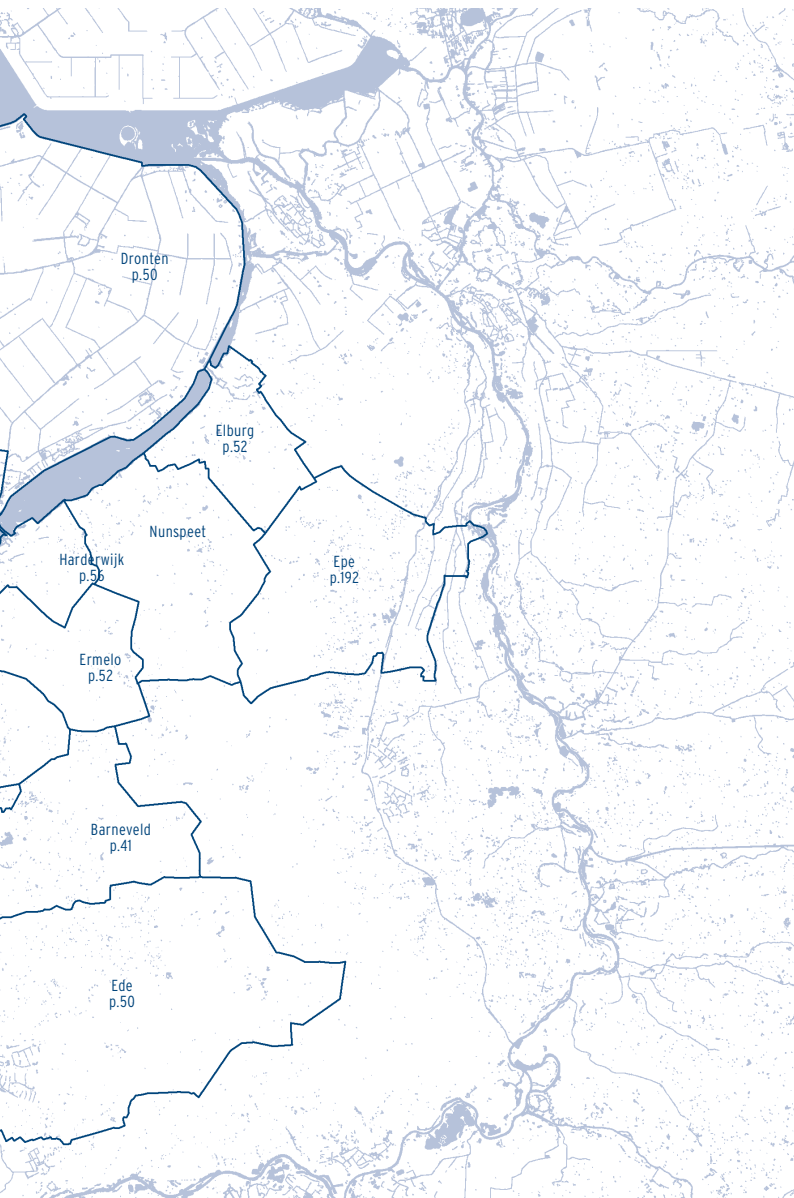 Dronten
p.50
Elburg
p.52
Nunspeet
Harderwijk
p.56
Epe
p.192
Ermelo
p.52
Barneveld
p.41
Ede
p.50